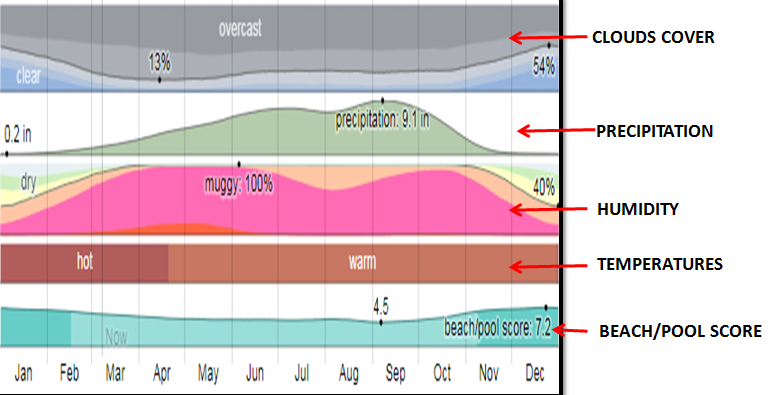 overcast
CLOUDS COVER
13%
clear
54%
precipitation: 9.1 in
0.2 in
PRECIPITATION
dry
muggy: 100%
40%
HUMIDITY
hot
warm
TEMPERATURES
4.5
beach/pool score: 7.2
BEACH/POOL SCORE
Now
Jan Feb Mar Apr May Jun Jul Aug Sep Oct Nov Dec